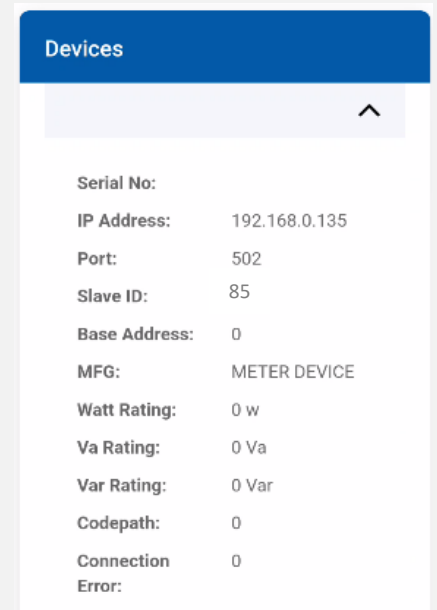 Devices
Serial No:
IP Address: 192.168.0.135
Port: 502
Slave ID: 85
Base Address: 0
MFG: METER DEVICE
Watt Rating: 0 w
Va Rating: 0 Va
Var Rating: 0 Var
Codepath: 0
Connection 0
Error: